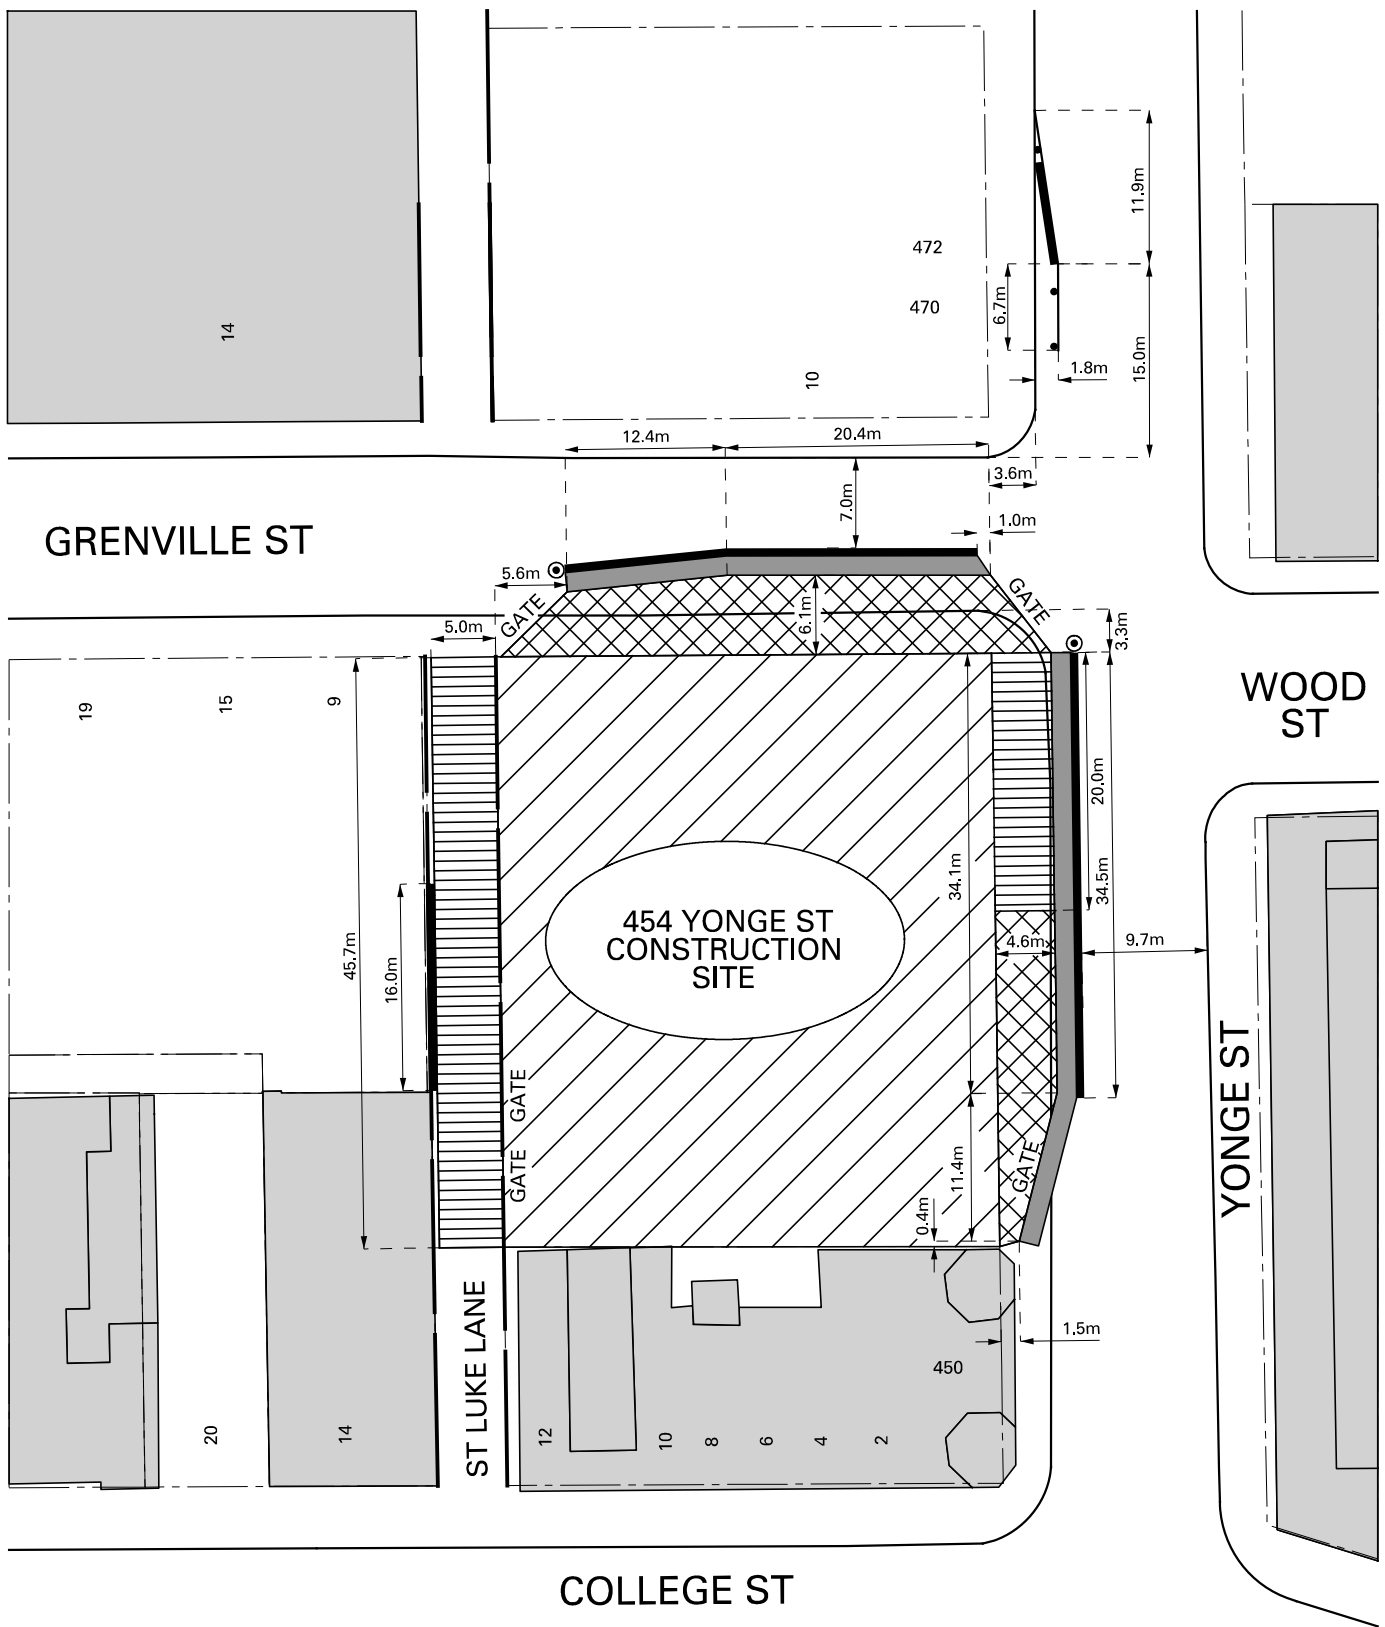 11.9m
472
470
6.7m
15.0m
14
10
1.8m
12.4m
20.4m
3.6m
7.0m
1.0m
GRENVILLE ST
5.6m
GATE
GATE
6.1m
3.3m
5.0m
19
15
9
WOOD
ST
20.0m
34.1m
34.5m
454 YONGE ST
CONSTRUCTION
SITE
4.6m
9.7m
45.7m
16.0m
GATE
GATE
YONGE ST
11.4m
GATE
0.4m
1.5m
ST LUKE LANE
450
20
14
12
10
8
6
4
2
COLLEGE ST